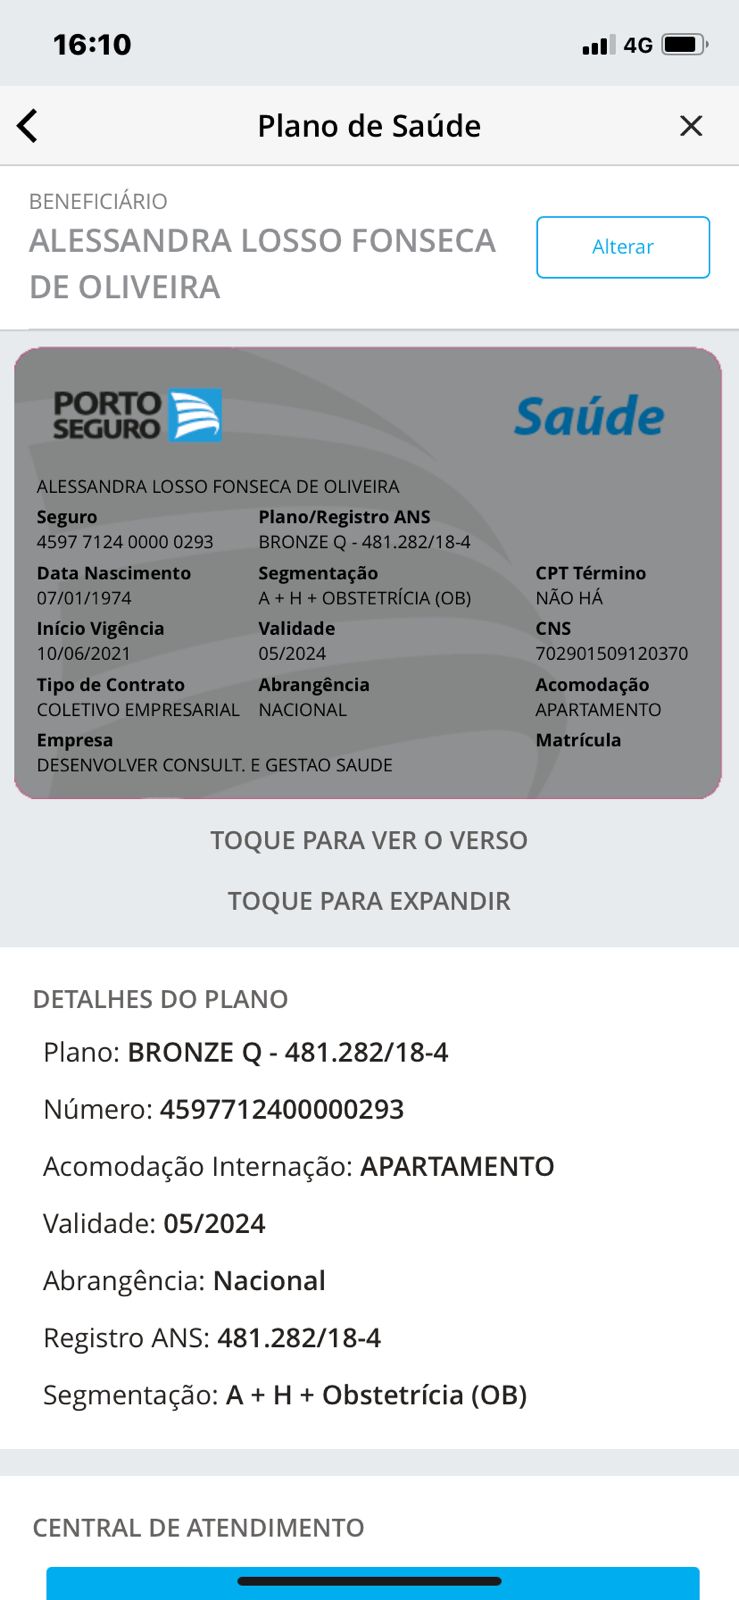 16:10
4G
Plano de Saúde
BENEFICIÁRIO
ALESSANDRA LOSSO FONSECA
DE OLIVEIRA
Alterar
PORTO
SEGURO
Saúde
ALESSANDRA LOSSO FONSECA DE OLIVEIRA
Seguro Plano/Registro ANS
4597 7124 0000 0293 BRONZE Q - 481.282/18-4
Data Nascimento Segmentação CPT Término
07/01/1974 A + H + OBSTETRÍCIA (OB) NÃO HÁ
Início Vigência Validade CNS
10/06/2021 05/2024 702901509120370
Tipo de Contrato Abrangência Acomodação
COLETIVO EMPRESARIAL NACIONAL APARTAMENTO
Empresa Matrícula
DESENVOLVER CONSULT. E GESTAO SAUDE
TOQUE PARA VER O VERSO
TOQUE PARA EXPANDIR
DETALHES DO PLANO
Plano: BRONZE Q - 481.282/18-4
Número: 4597712400000293
Acomodação Internação: APARTAMENTO
Validade: 05/2024
Abrangência: Nacional
Registro ANS: 481.282/18-4
Segmentação: A + H + Obstetrícia (OB)
CENTRAL DE ATENDIMENTO